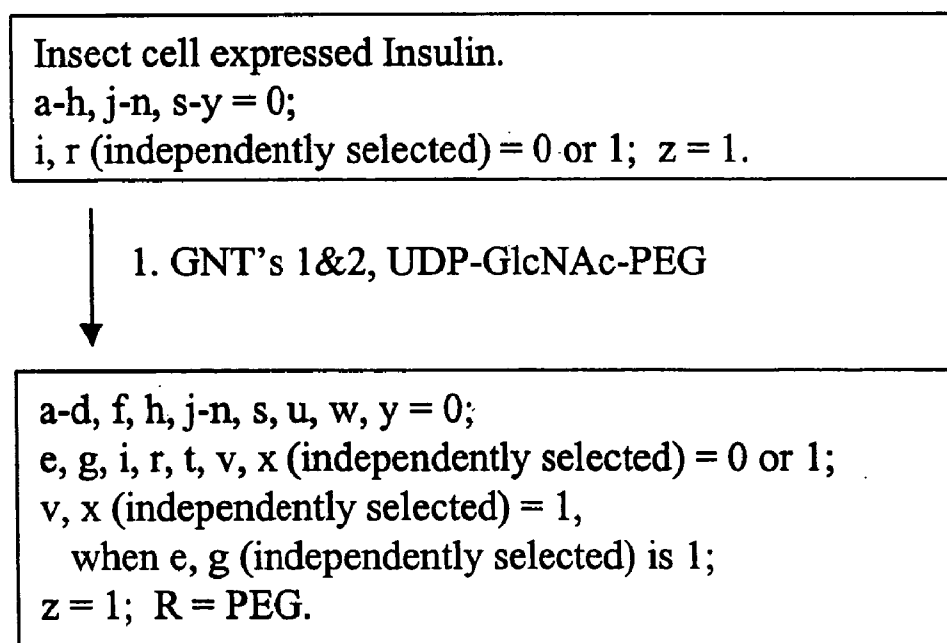 Insect cell expressed Insulin.
a-h, j-n, s-y = 0;
i, r (independently selected) = 0 or 1; z = 1.
1. GNT's 1&2, UDP-GlcNAc-PEG
a-d, f, h, j-n, s, u, w, y = 0;
e, g, i, r, t, v, x (independently selected) = 0 or 1;
v, x (independently selected) = 1,
when e, g (independently selected) is 1;
z = 1; R = PEG.